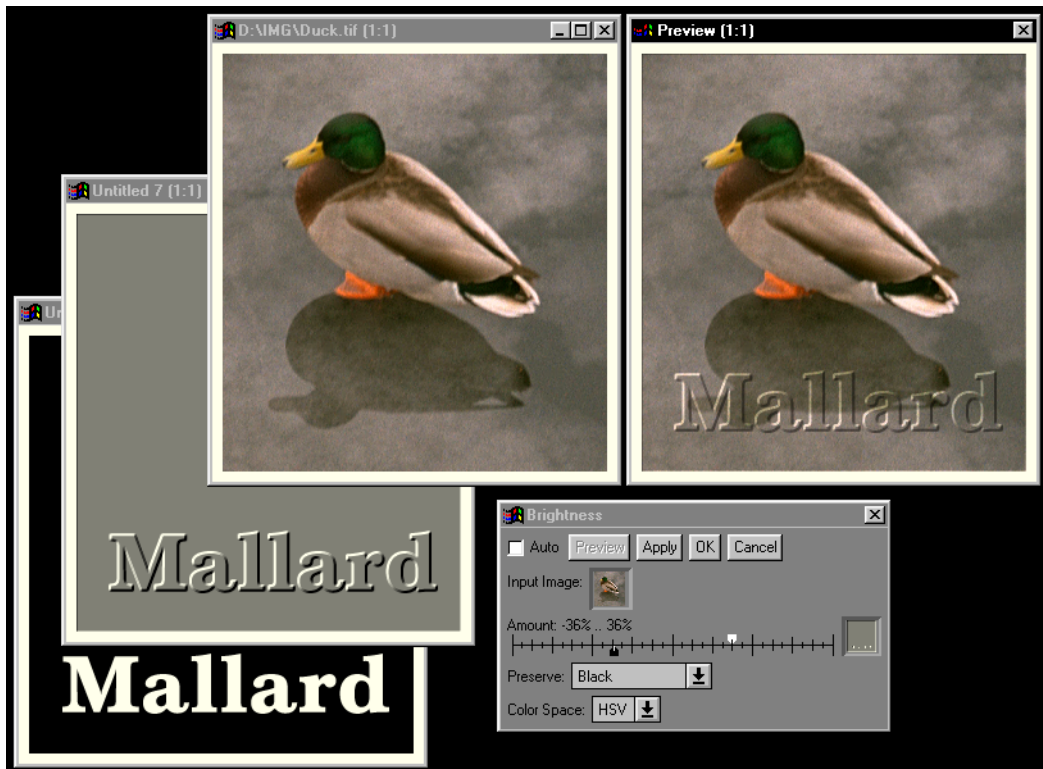 D:\IMG\Duck.tif (1:1)
Preview (1:1)
Untitled 7 (1:1)
Mallard
Mallard
Mallard
Brightness
Auto Preview Apply OK Cancel
Input Image:
Amount: -36% .. 36%
Preserve: Black
Color Space: HSV